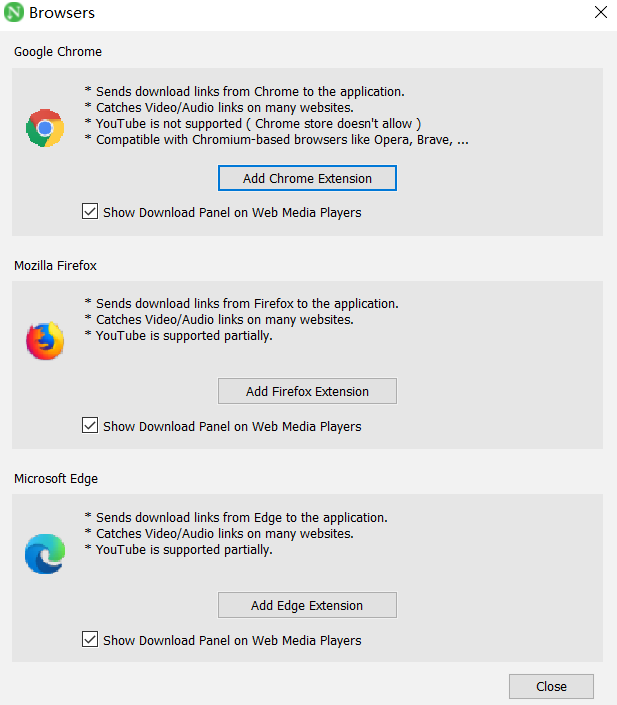 Browsers
Google Chrome
* Sends download links from Chrome to the application.
* Catches Video/Audio links on many websites.
* YouTube is not supported ( Chrome store doesn't allow )
* Compatible with Chromium-based browsers like Opera, Brave, ...
Add Chrome Extension
Show Download Panel on Web Media Players
Mozilla Firefox
* Sends download links from Firefox to the application.
* Catches Video/Audio links on many websites.
* YouTube is supported partially.
Add Firefox Extension
Show Download Panel on Web Media Players
Microsoft Edge
* Sends download links from Edge to the application.
* Catches Video/Audio links on many websites.
* YouTube is supported partially.
Add Edge Extension
Show Download Panel on Web Media Players
Close